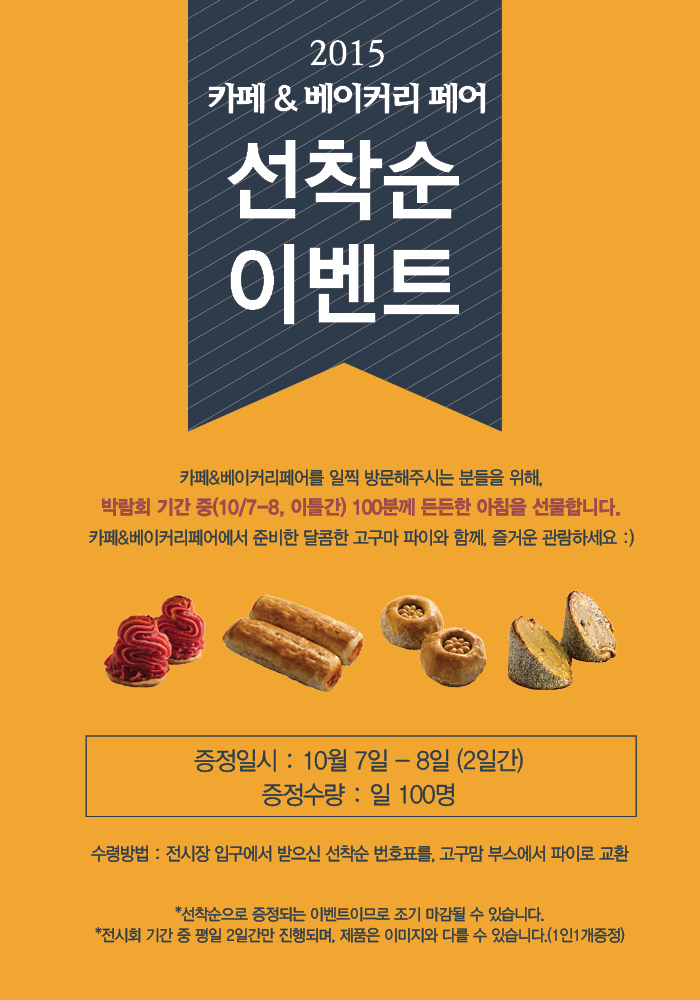 2015
카페 & 베이커리 페어
선착순
이벤트
카페&베이커리페어를 일찍 방문해주시는 분들을 위해,
박람회 기간 중(10/7-8, 이틀간) 100분께 든든한 아침을 선물합니다.
카페&베이커리페어에서 준비한 달콤한 고구마 파이와 함께, 즐거운 관람하세요 :)
증정일시 : 10월 7일 - 8일 (2일간)
증정수량 : 일 100명
수령방법 : 전시장 입구에서 받으신 선착순 번호표를, 고구맘 부스에서 파이로 교환
*선착순으로 증정되는 이벤트이므로 조기 마감될 수 있습니다.
*전시회 기간 중 평일 2일간만 진행되며, 제품은 이미지와 다를 수 있습니다.(1인1개증정)